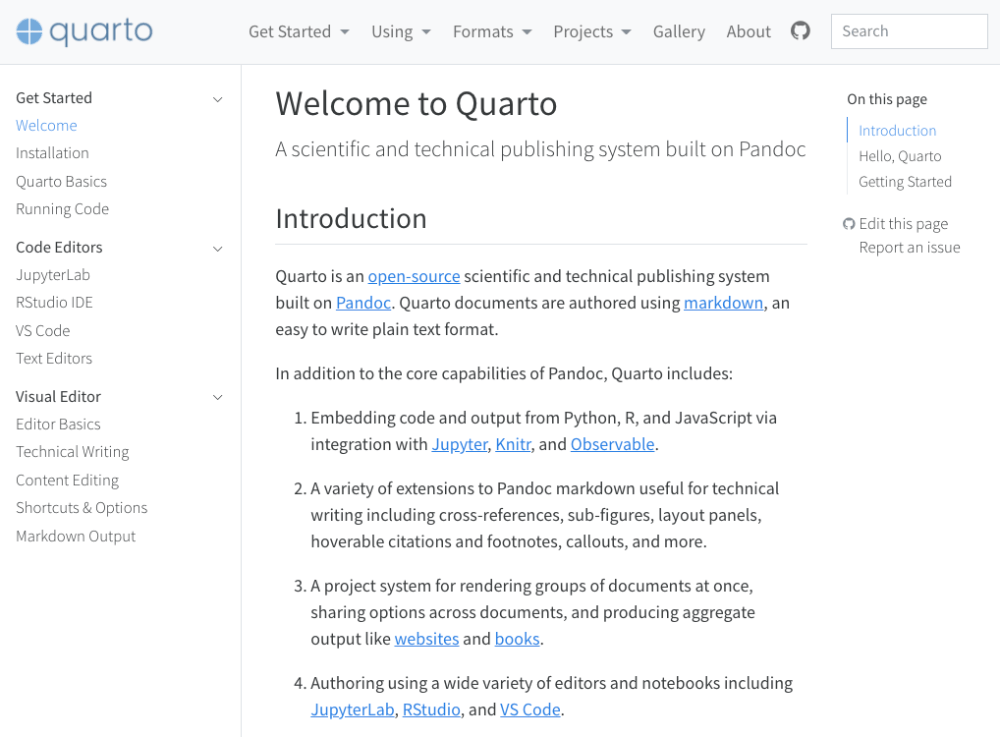 quarto
Get Started
Using
Formats
Projects
Gallery
About
Search
Get Started
Welcome
Installation
Quarto Basics
Running Code
Code Editors
JupyterLab
RStudio IDE
VS Code
Text Editors
Visual Editor
Editor Basics
Technical Writing
Content Editing
Shortcuts & Options
Markdown Output
Welcome to Quarto
A scientific and technical publishing system built on Pandoc
Introduction
Quarto is an open-source scientific and technical publishing system
built on Pandoc. Quarto documents are authored using markdown, an
easy to write plain text format.
In addition to the core capabilities of Pandoc, Quarto includes:
1. Embedding code and output from Python, R, and JavaScript via
integration with Jupyter, Knitr, and Observable.
2. A variety of extensions to Pandoc markdown useful for technical
writing including cross-references, sub-figures, layout panels,
hoverable citations and footnotes, callouts, and more.
3. A project system for rendering groups of documents at once,
sharing options across documents, and producing aggregate
output like websites and books.
4. Authoring using a wide variety of editors and notebooks including
JupyterLab, RStudio, and VS Code.
On this page
Introduction
Hello, Quarto
Getting Started
Edit this page
Report an issue